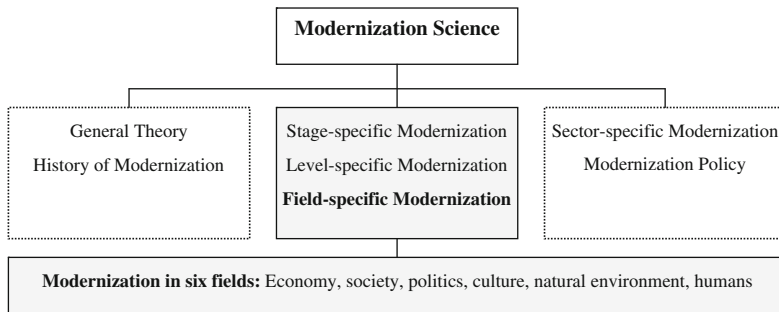 Modernization Science
General Theory
History of Modernization
Stage-specific Modernization
Level-specific Modernization
Field-specific Modernization
Sector-specific Modernization
Modernization Policy
Modernization in six fields: Economy, society, politics, culture, natural environment, humans